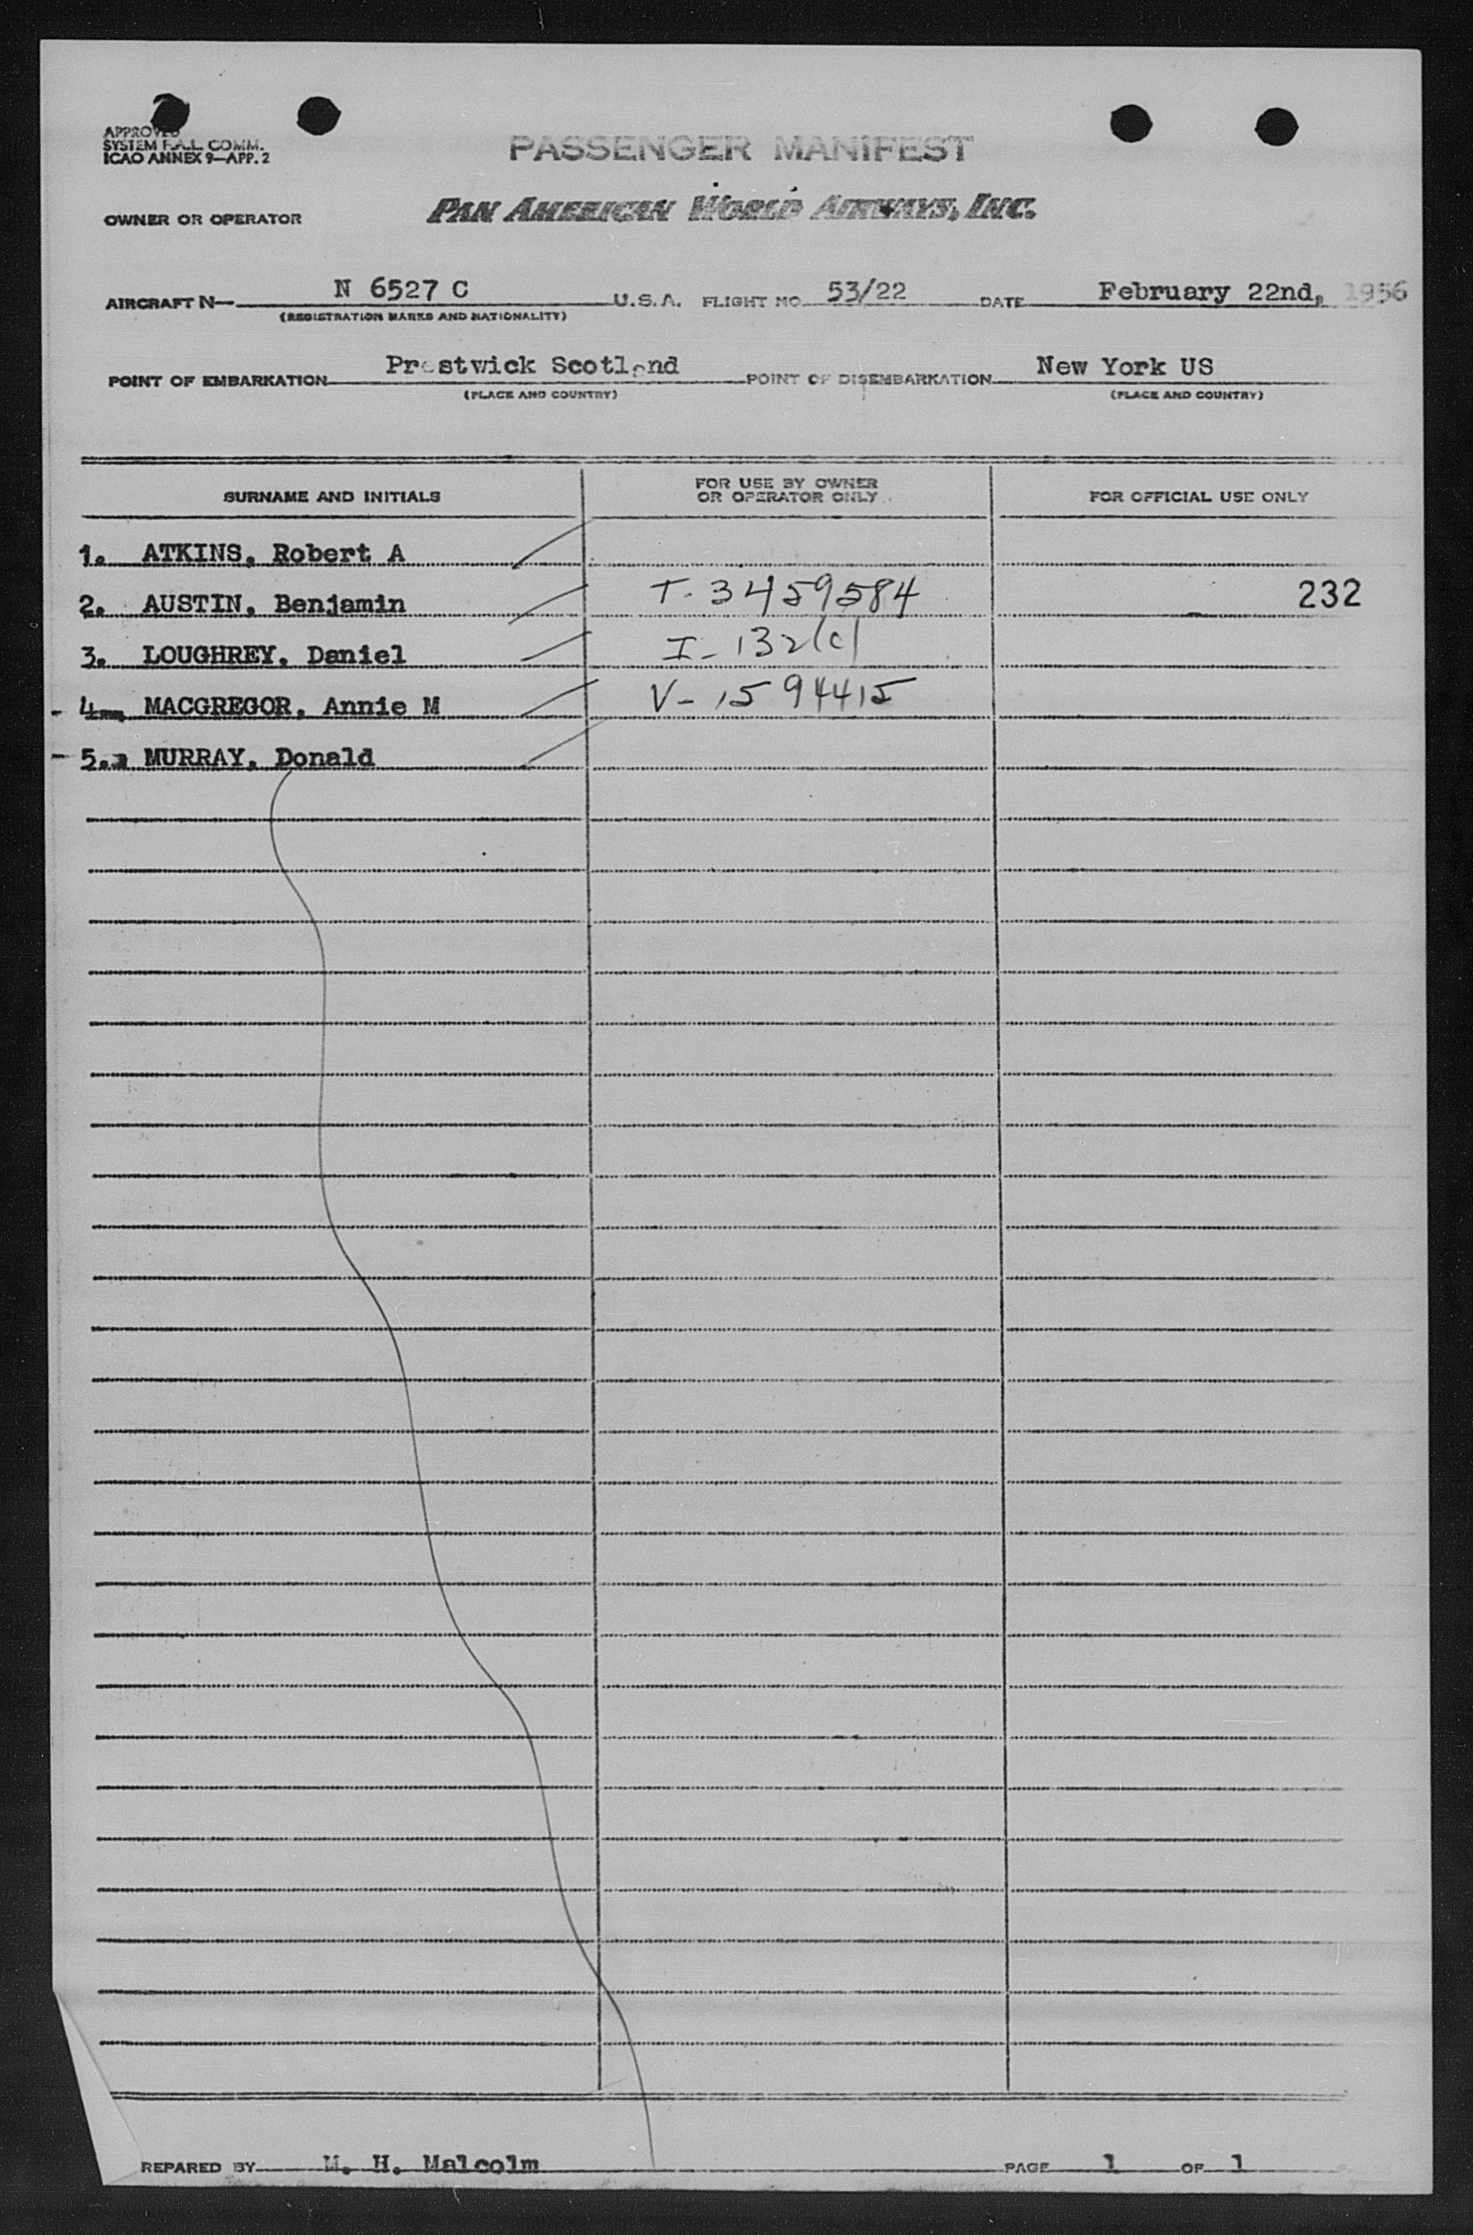 APPROVED
SYSTEM F.A.L. COMM.
ICAO ANNEX 9—APP. 2
PASSENGER MANIFEST
OWNER OR OPERATOR PAN AMERICAN WORLD AIRWAYS, INC.
AIRCRAFT N— N 6527 C U.S.A. FLIGHT NO. 53/22 DATE February 22nd, 1956
(REGISTRATION MARKS AND NATIONALITY)
POINT OF EMBARKATION Prestwick Scotland POINT OF DISEMBARKATION New York US
(PLACE AND COUNTRY) (PLACE AND COUNTRY)
SURNAME AND INITIALS FOR USE BY OWNER OR OPERATOR ONLY FOR OFFICIAL USE ONLY
1. ATKINS, Robert A
2. AUSTIN, Benjamin T-3459584 232
3. LOUGHREY, Daniel I-132(c)
- 4. MACGREGOR, Annie M V-1594415
- 5. MURRAY, Donald
REPARED BY M. H. Malcolm PAGE 1 OF 1